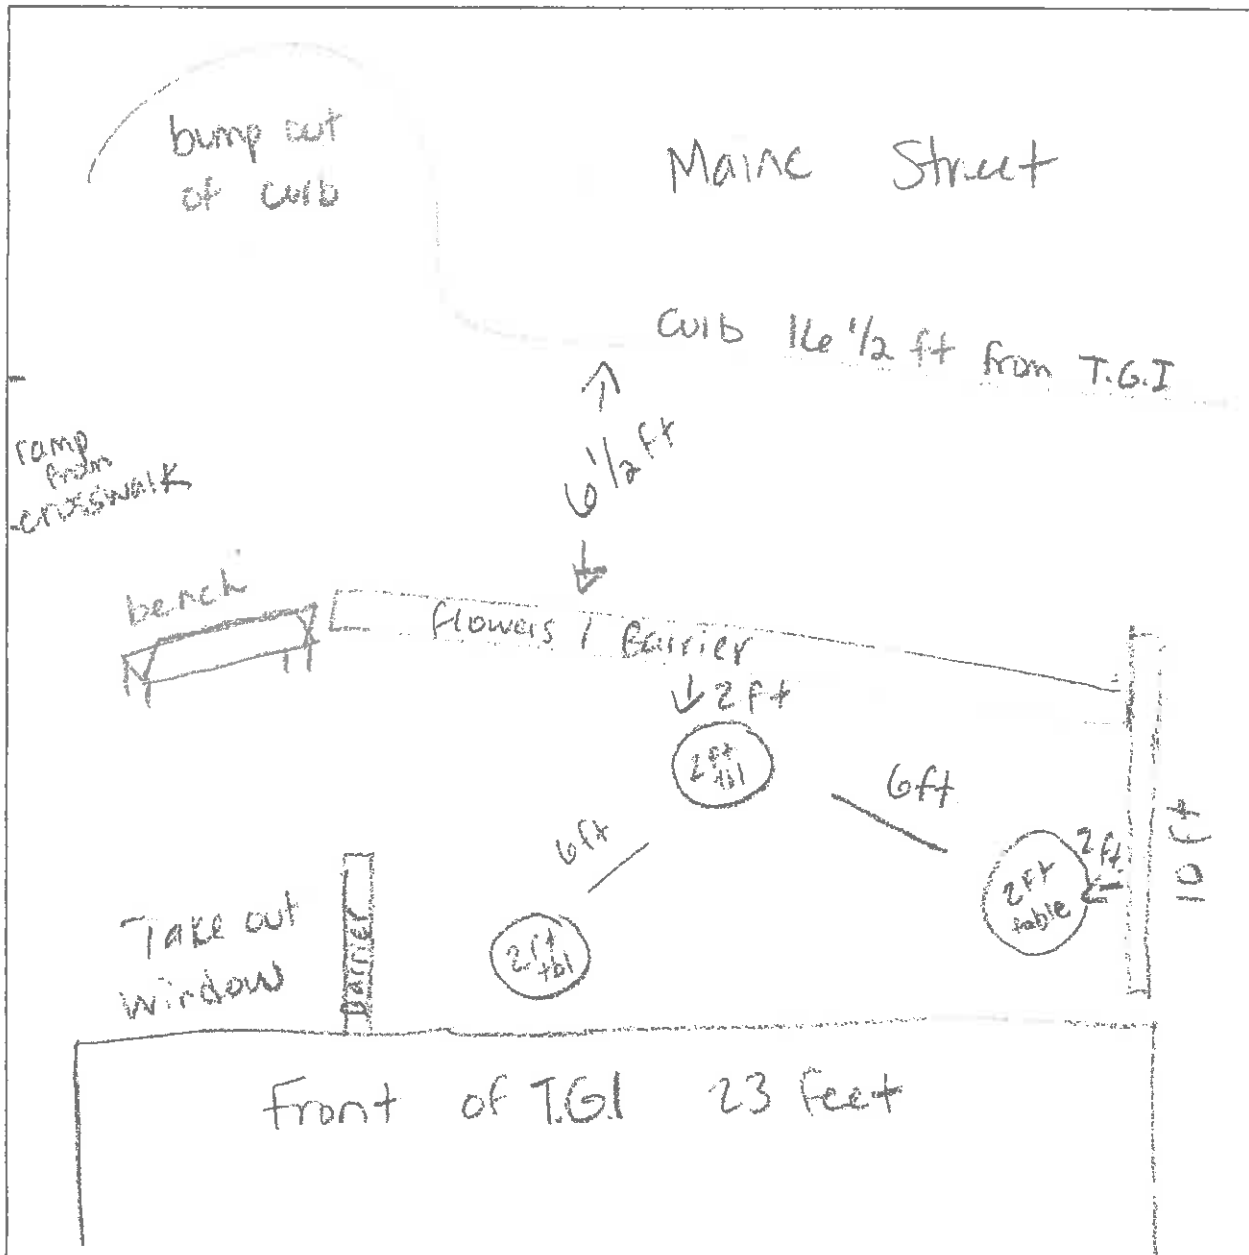 bump out
of curb
Maine Street
Curb 16 1/2 ft from T.G.I
6 1/2 ft
ramp
from
crosswalk
bench
flowers / Barrier
2 ft
2 ft
tbl
6ft
6ft
2 ft
2 ft
table
10 ft
2 ft
tbl
Barrier
Take out
window
Front of T.G.I 23 feet